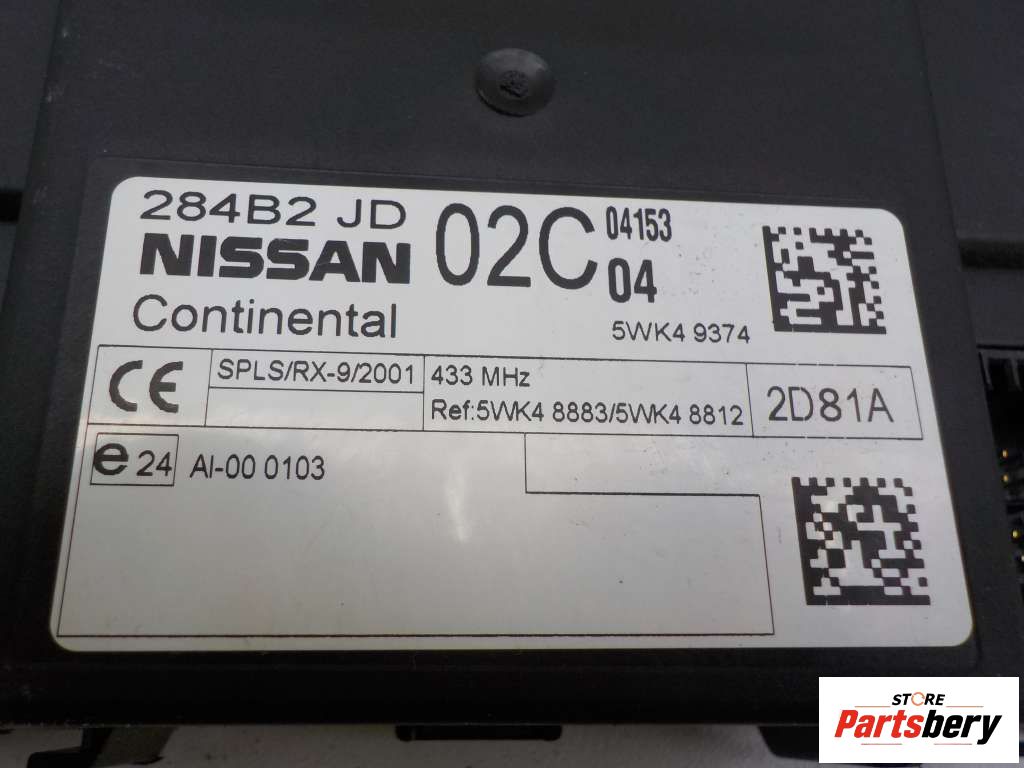 284B2 JD 02C 04153
NISSAN 04
Continental 5WK4 9374
CE SPLS/RX-9/2001 433 MHz
Ref:5WK4 8883/5WK4 8812 2D81A
e 24 AI-00 0103
STORE
Partsbery